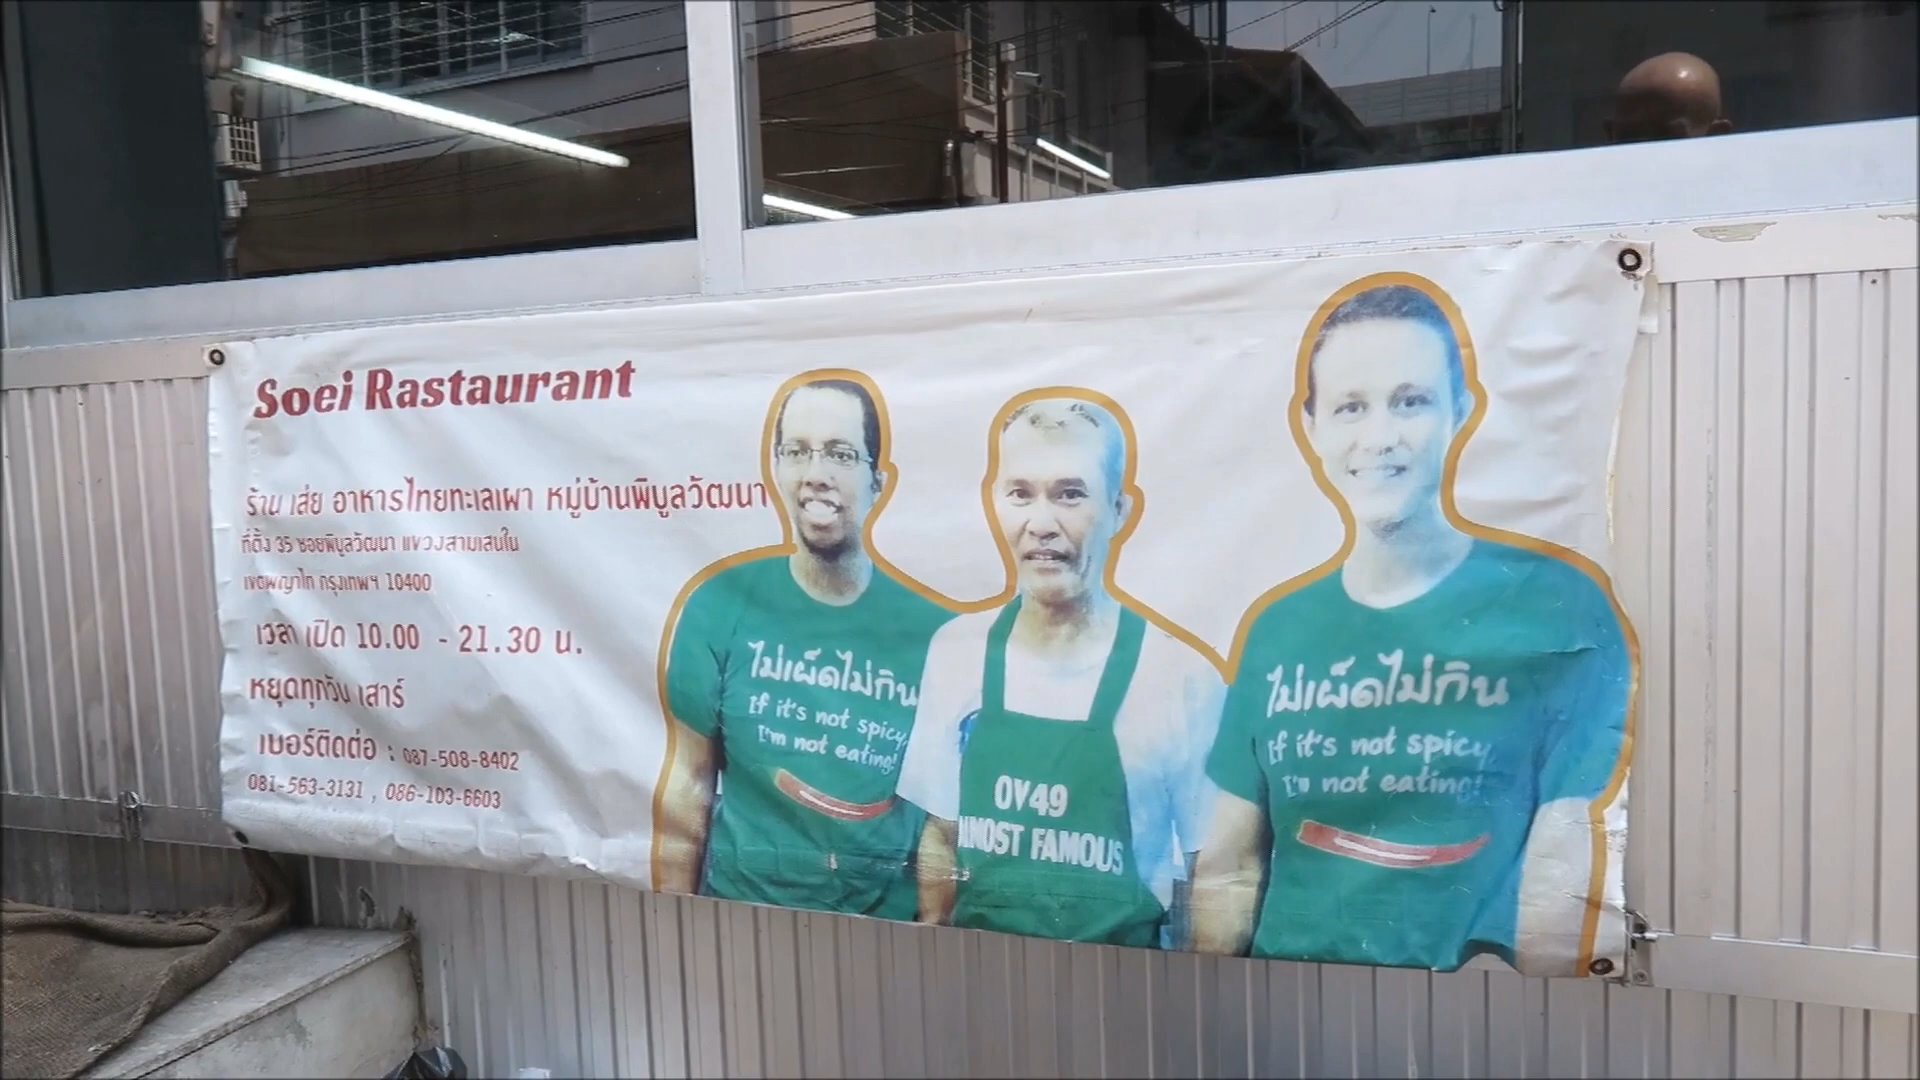 Soei Rastaurant
ร้าน เส่ย อาหารไทยทะเลเผา หมู่บ้านพิบูลวัฒนา
ที่ตั้ง 35 ซอยพิบูลวัฒนา แขวงสามเสนใน
เขตพญาไท กรุงเทพฯ 10400
เวลา เปิด 10.00 - 21.30 น.
หยุดทุกวัน เสาร์
เบอร์ติดต่อ : 087-508-8402
081-563-3131 , 086-103-6603
ไม่เผ็ดไม่กิน
If it's not spicy,
I'm not eating!
OV49
FAMOUS
ไม่เผ็ดไม่กิน
If it's not spicy,
I'm not eating!